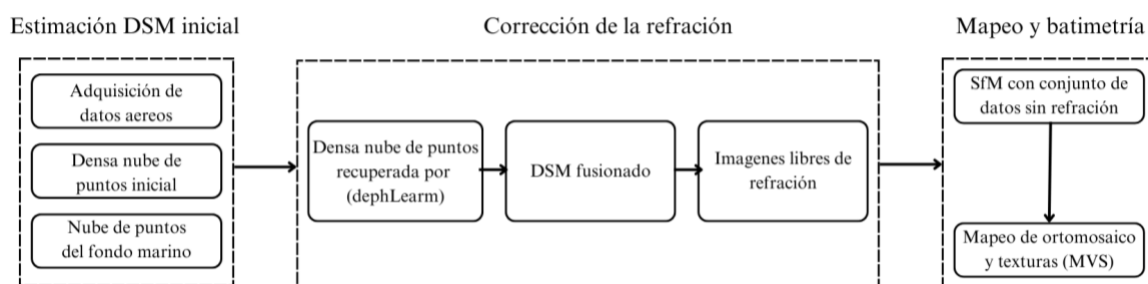 Estimación DSM inicial
Adquisición de
datos aereos
Densa nube de
puntos inicial
Nube de puntos
del fondo marino
Corrección de la refración
Densa nube de puntos
recuperada por
(dephLearm)
DSM fusionado
Imagenes libres de
refración
Mapeo y batimetría
SfM con conjunto de
datos sin refración
Mapeo de ortomosaico
y texturas (MVS)